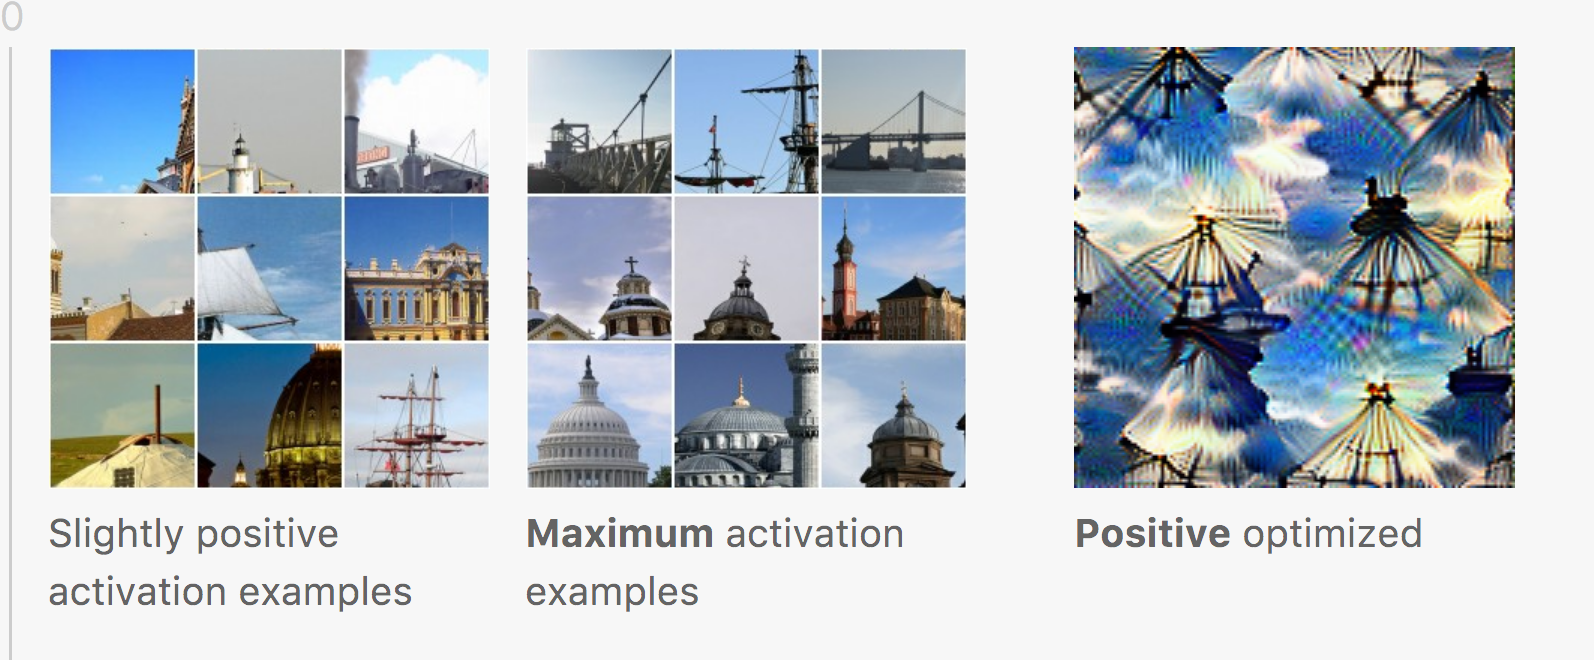 0
Slightly positive
activation examples
Maximum activation
examples
Positive optimized